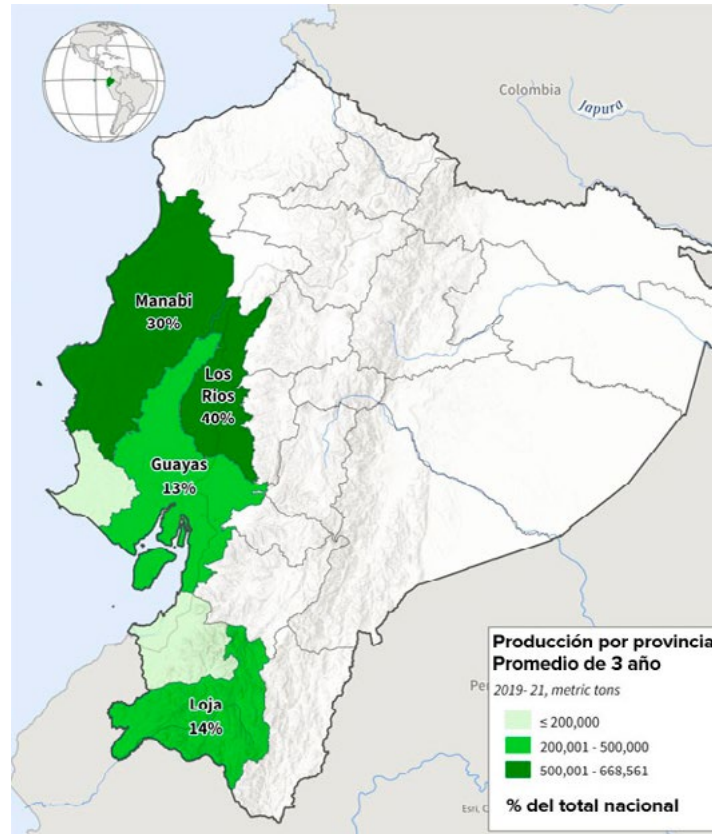 Colombia
Japura
Manabi
30%
Los
Rios
40%
Guayas
13%
Loja
14%
Producción por provincia
Promedio de 3 año
2019- 21, metric tons
≤ 200,000
200,001 - 500,000
500,001 - 668,561
% del total nacional
Esri,